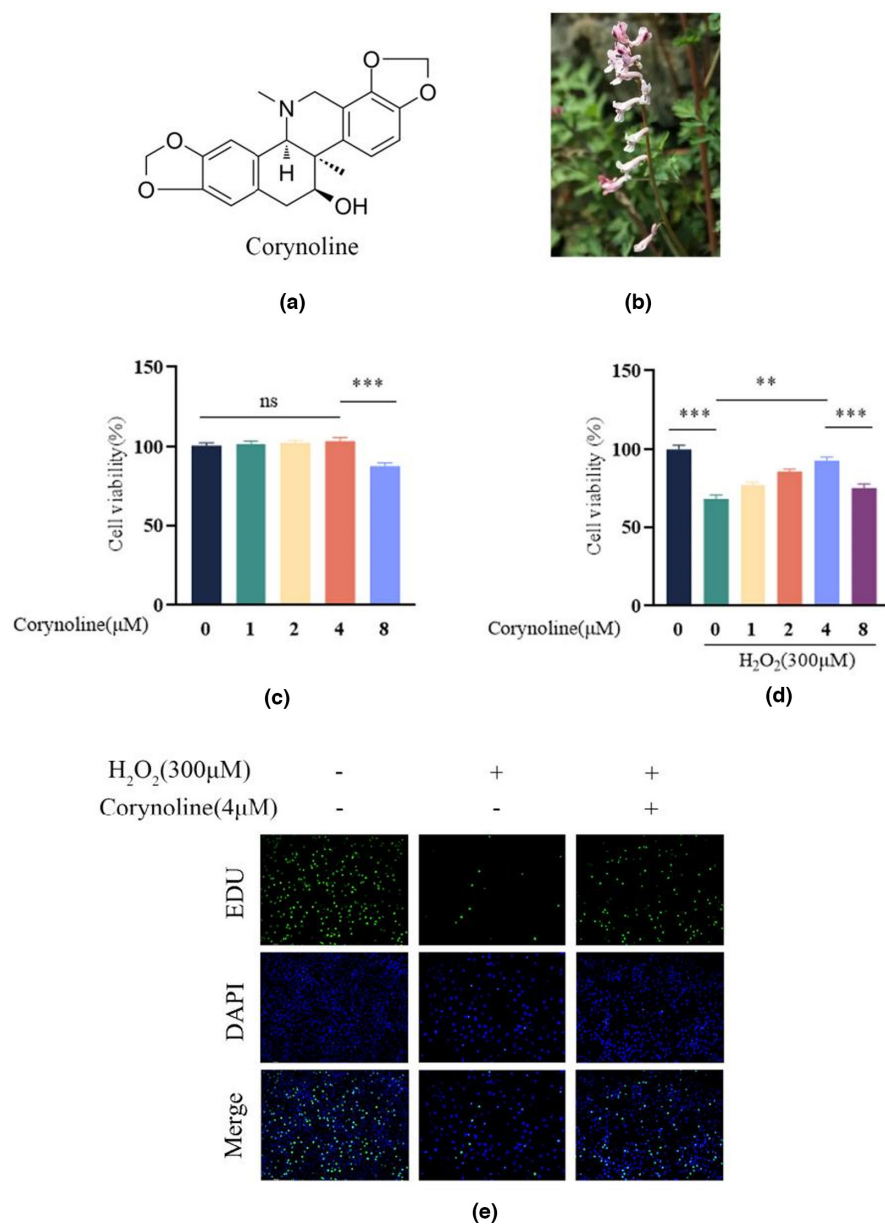 O
O
N
H
O
O
OH
Corynoline
(a)
(b)
Cell viability(%)
150
100
50
0
ns
***
Corynoline(μM)
0 1 2 4 8
(c)
Cell viability (%)
150
100
50
0
***
**
***
Corynoline(μM)
0 0 1 2 4 8
H₂O₂(300μM)
(d)
H₂O₂(300μM) - + +
Corynoline(4μM) - - +
EDU
DAPI
Merge
(e)